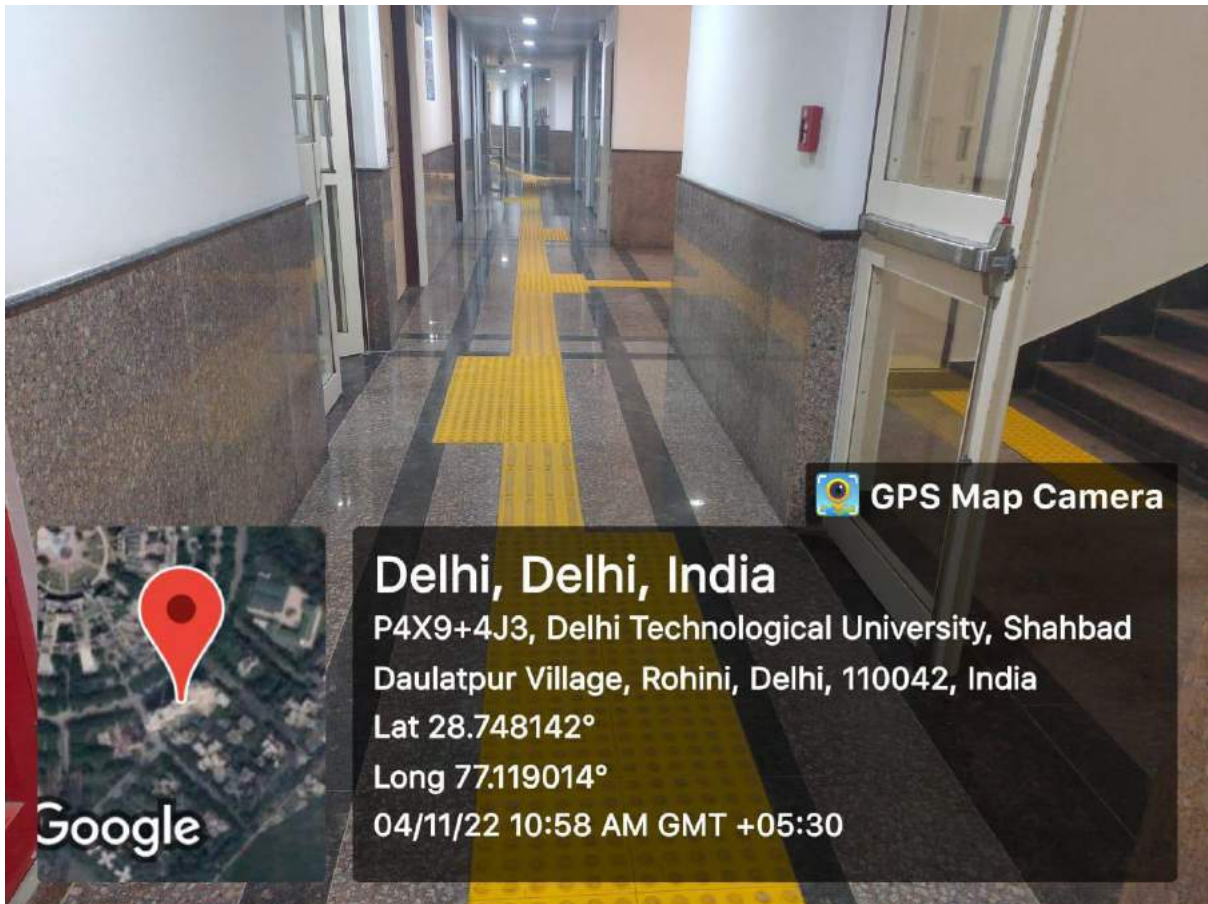 GPS Map Camera
Delhi, Delhi, India
P4X9+4J3, Delhi Technological University, Shahbad
Daulatpur Village, Rohini, Delhi, 110042, India
Lat 28.748142°
Long 77.119014°
04/11/22 10:58 AM GMT +05:30
Google